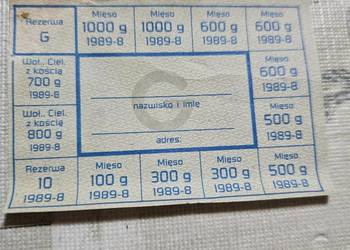 Rezerwa
G
Mięso
1000 g
1989-8
Mięso
1000 g
1989-8
Mięso
600 g
1989-8
Mięso
600 g
1989-8
Woł., Ciel.
z kością
700 g
1989-8
Mięso
600 g
1989-8
G
nazwisko i imię
adres:
Woł., Ciel.
z kością
800 g
1989-8
Mięso
500 g
1989-8
Rezerwa
10
1989-8
Mięso
100 g
1989-8
Mięso
300 g
1989-8
Mięso
300 g
1989-8
Mięso
500 g
1989-8